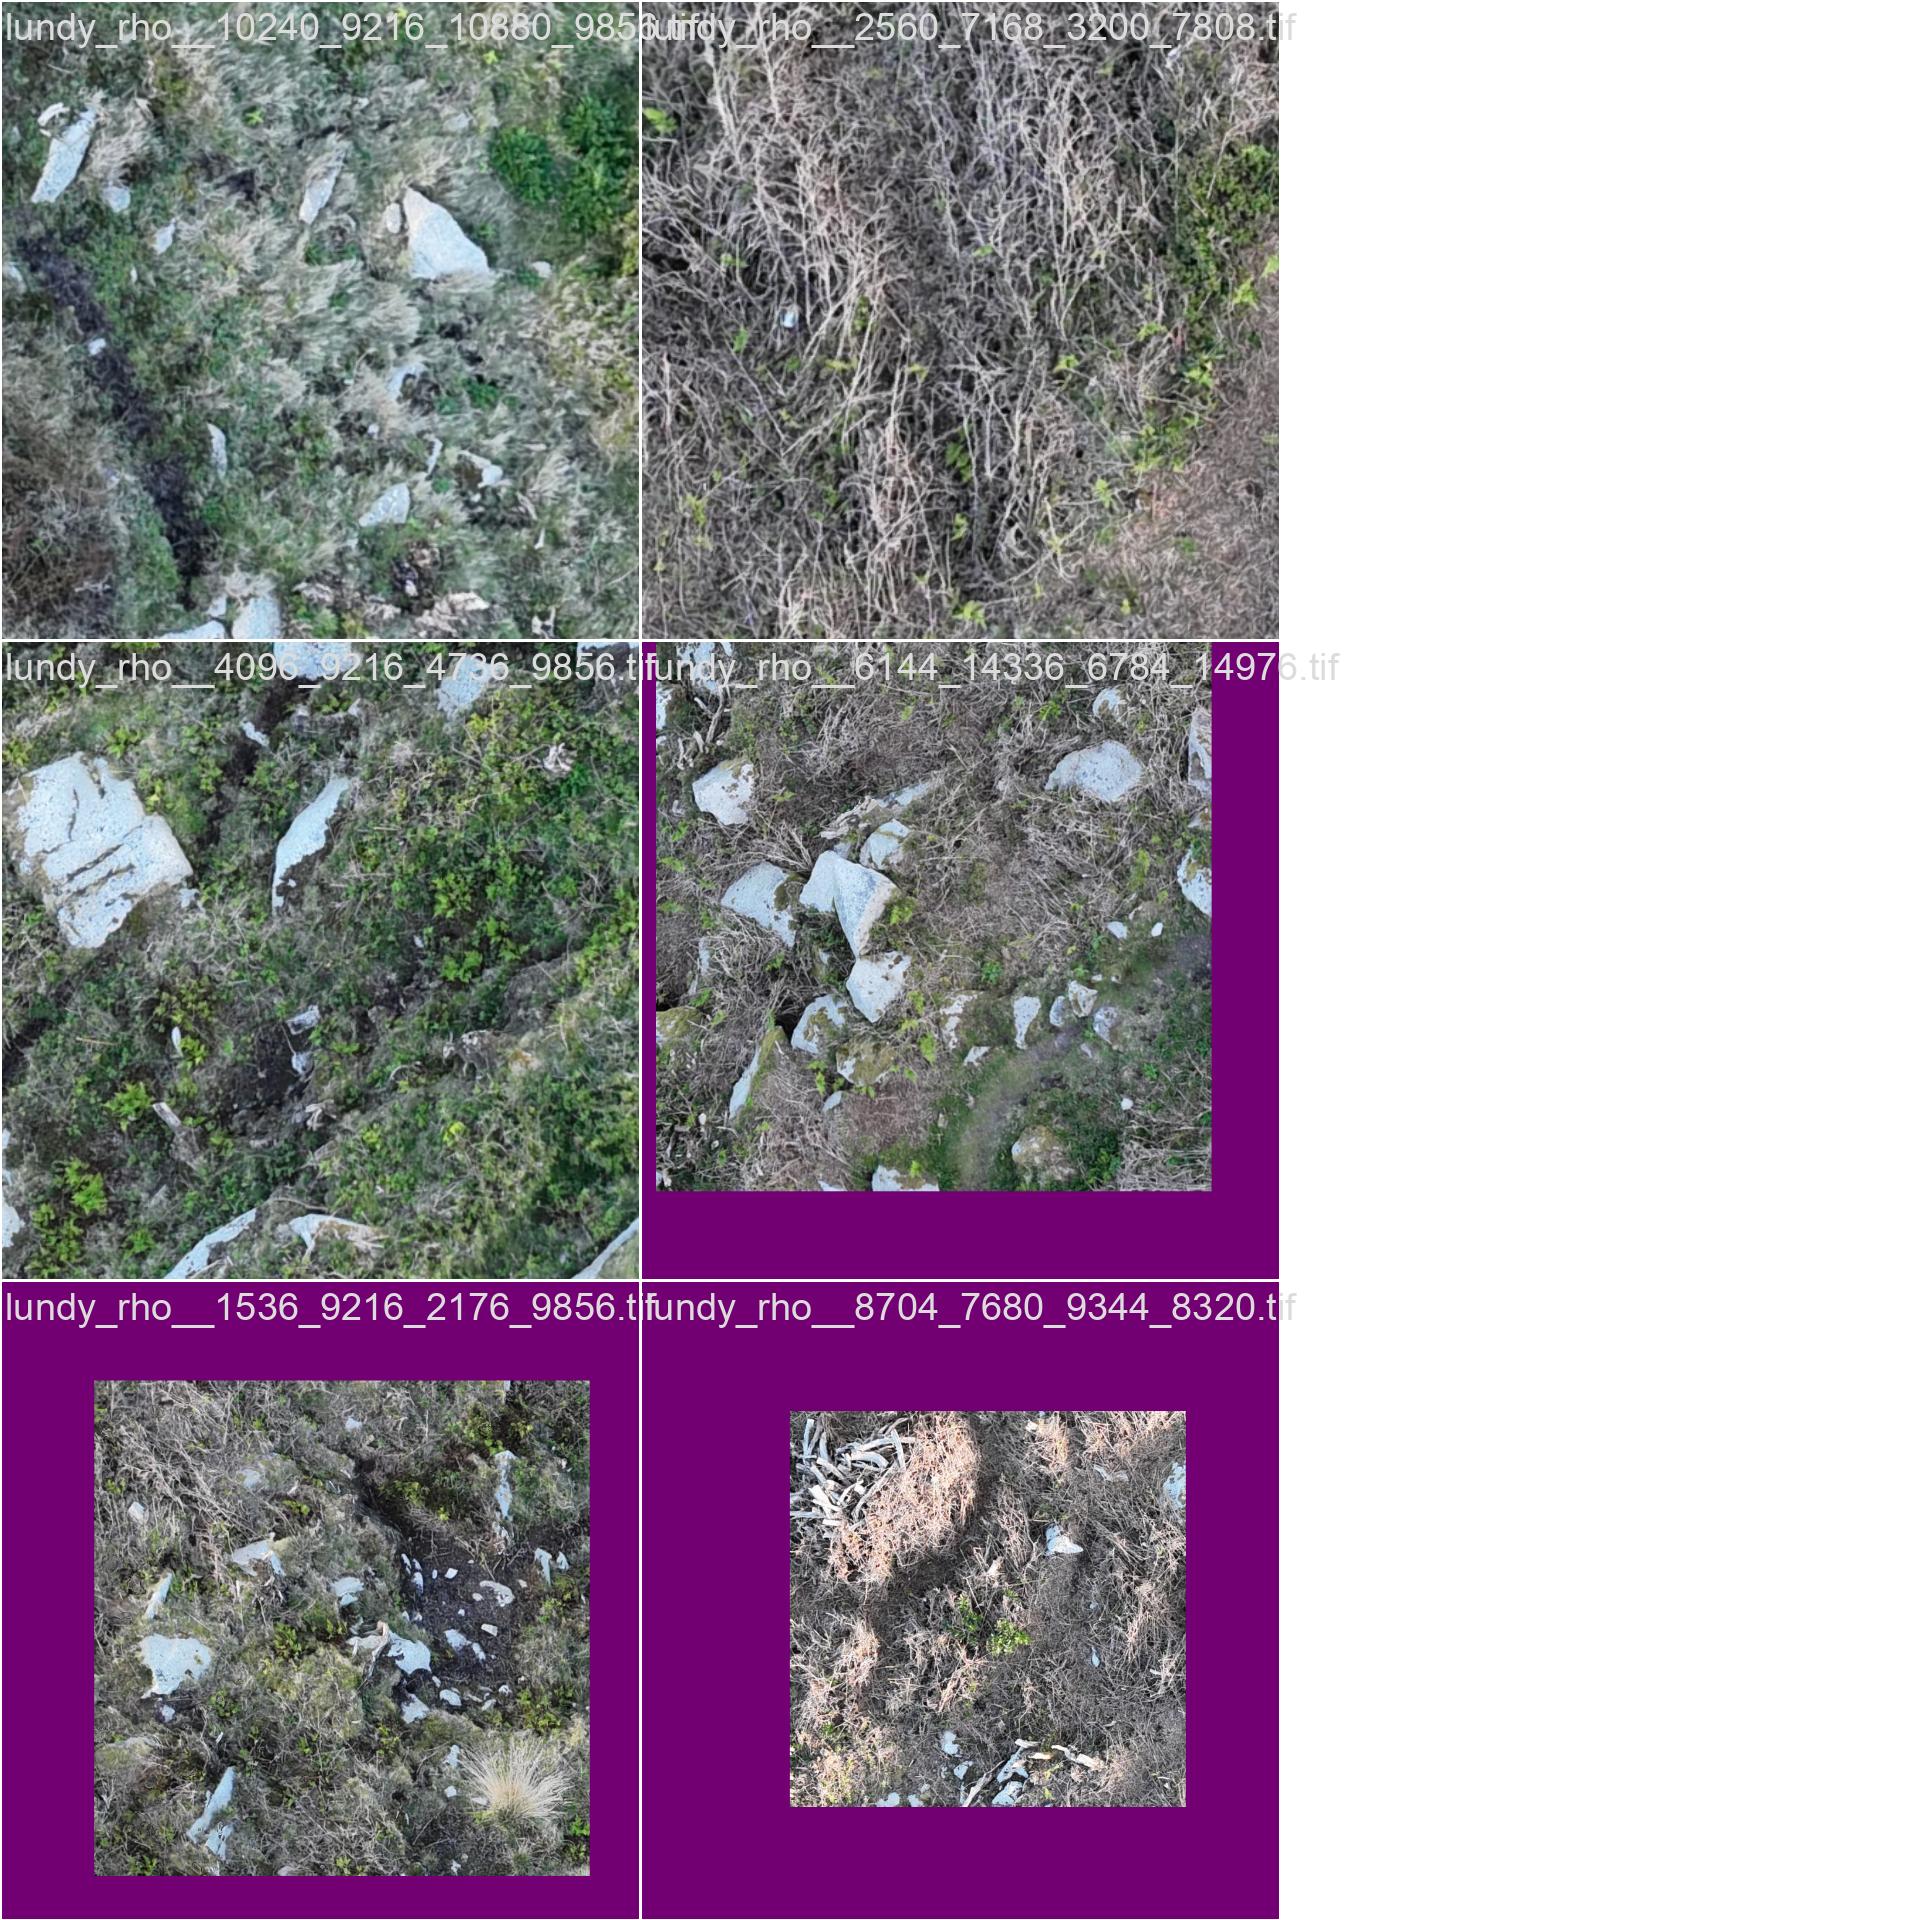 lundy_rho__10240_9216_10880_9856.tif
lundy_rho__2560_7168_3200_7808.tif
lundy_rho__4096_9216_4736_9856.tif
lundy_rho__6144_14336_6784_14976.tif
lundy_rho__1536_9216_2176_9856.tif
lundy_rho__8704_7680_9344_8320.tif